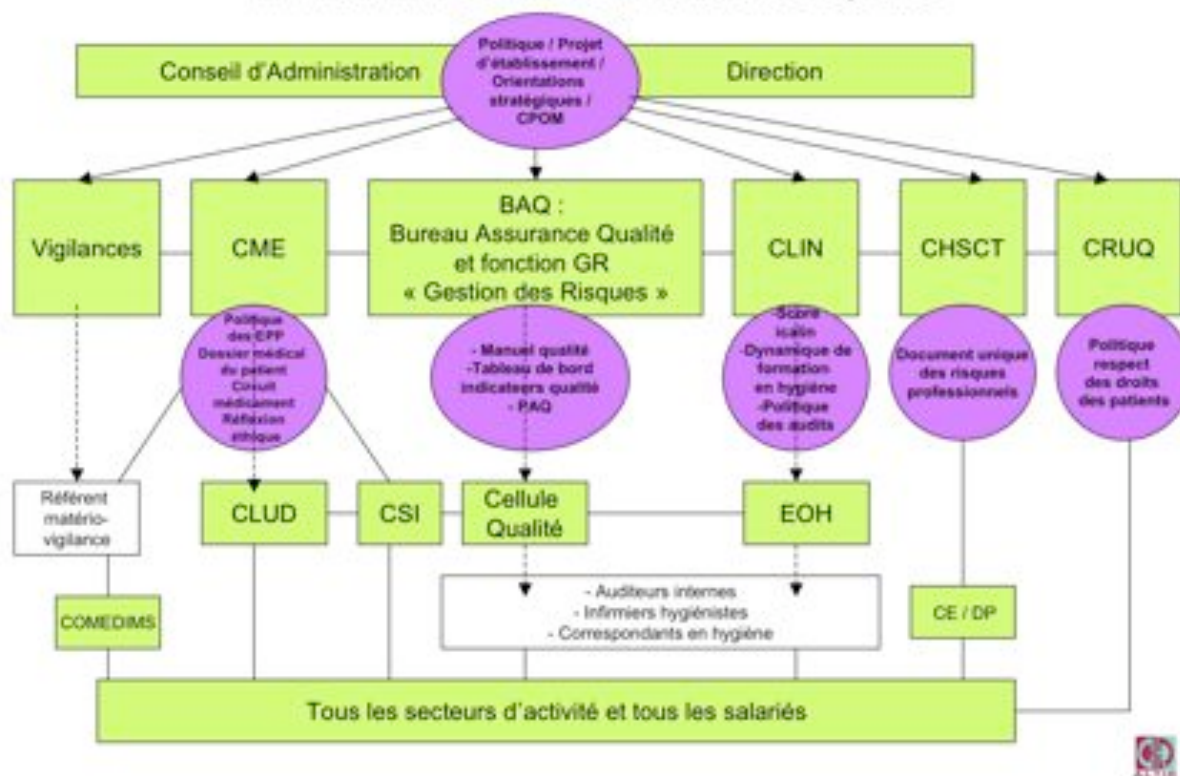 Politique / Projet
d'établissement /
Orientations
stratégiques /
CPOM
Conseil d'Administration
Direction
Vigilances
CME
BAQ :
Bureau Assurance Qualité
et fonction GR
« Gestion des Risques »
CLIN
CHSCT
CRUQ
Politique
des EPP
Dossier médical
du patient
Circuit
médicament
Réflexion
éthique
- Manuel qualité
-Tableau de bord
indicateurs qualité
- PAQ
-Score
icalin
-Dynamique de
formation
en hygiène
-Politique
des audits
Document unique
des risques
professionnels
Politique
respect
des droits
des patients
Référent
matério-
vigilance
CLUD
CSI
Cellule
Qualité
EOH
COMEDIMS
- Auditeurs internes
- Infirmiers hygiénistes
- Correspondants en hygiène
CE / DP
Tous les secteurs d'activité et tous les salariés